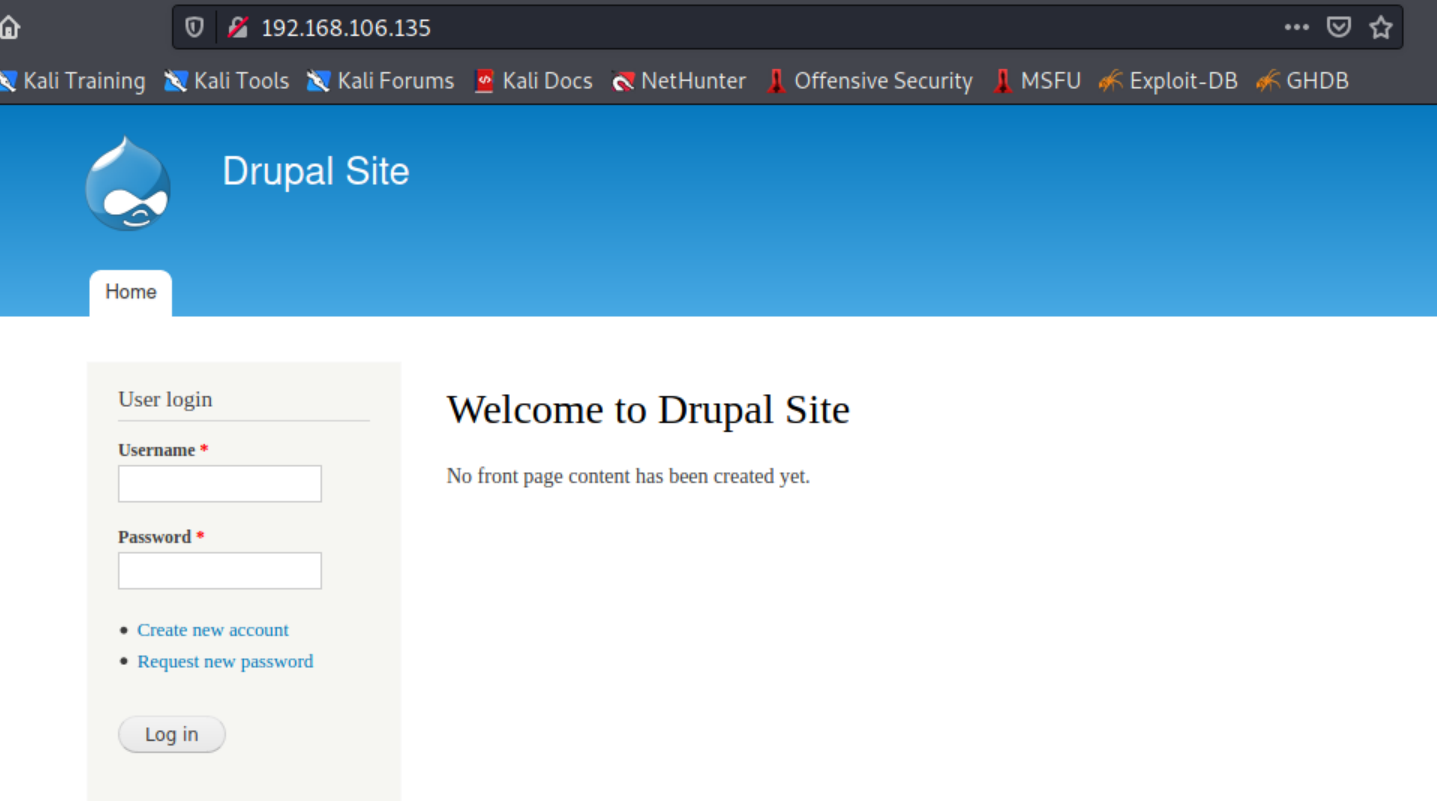 192.168.106.135
Kali Training Kali Tools Kali Forums Kali Docs NetHunter Offensive Security MSFU Exploit-DB GHDB
Drupal Site
Home
User login
Username *
Password *
Create new account
Request new password
Log in
Welcome to Drupal Site
No front page content has been created yet.